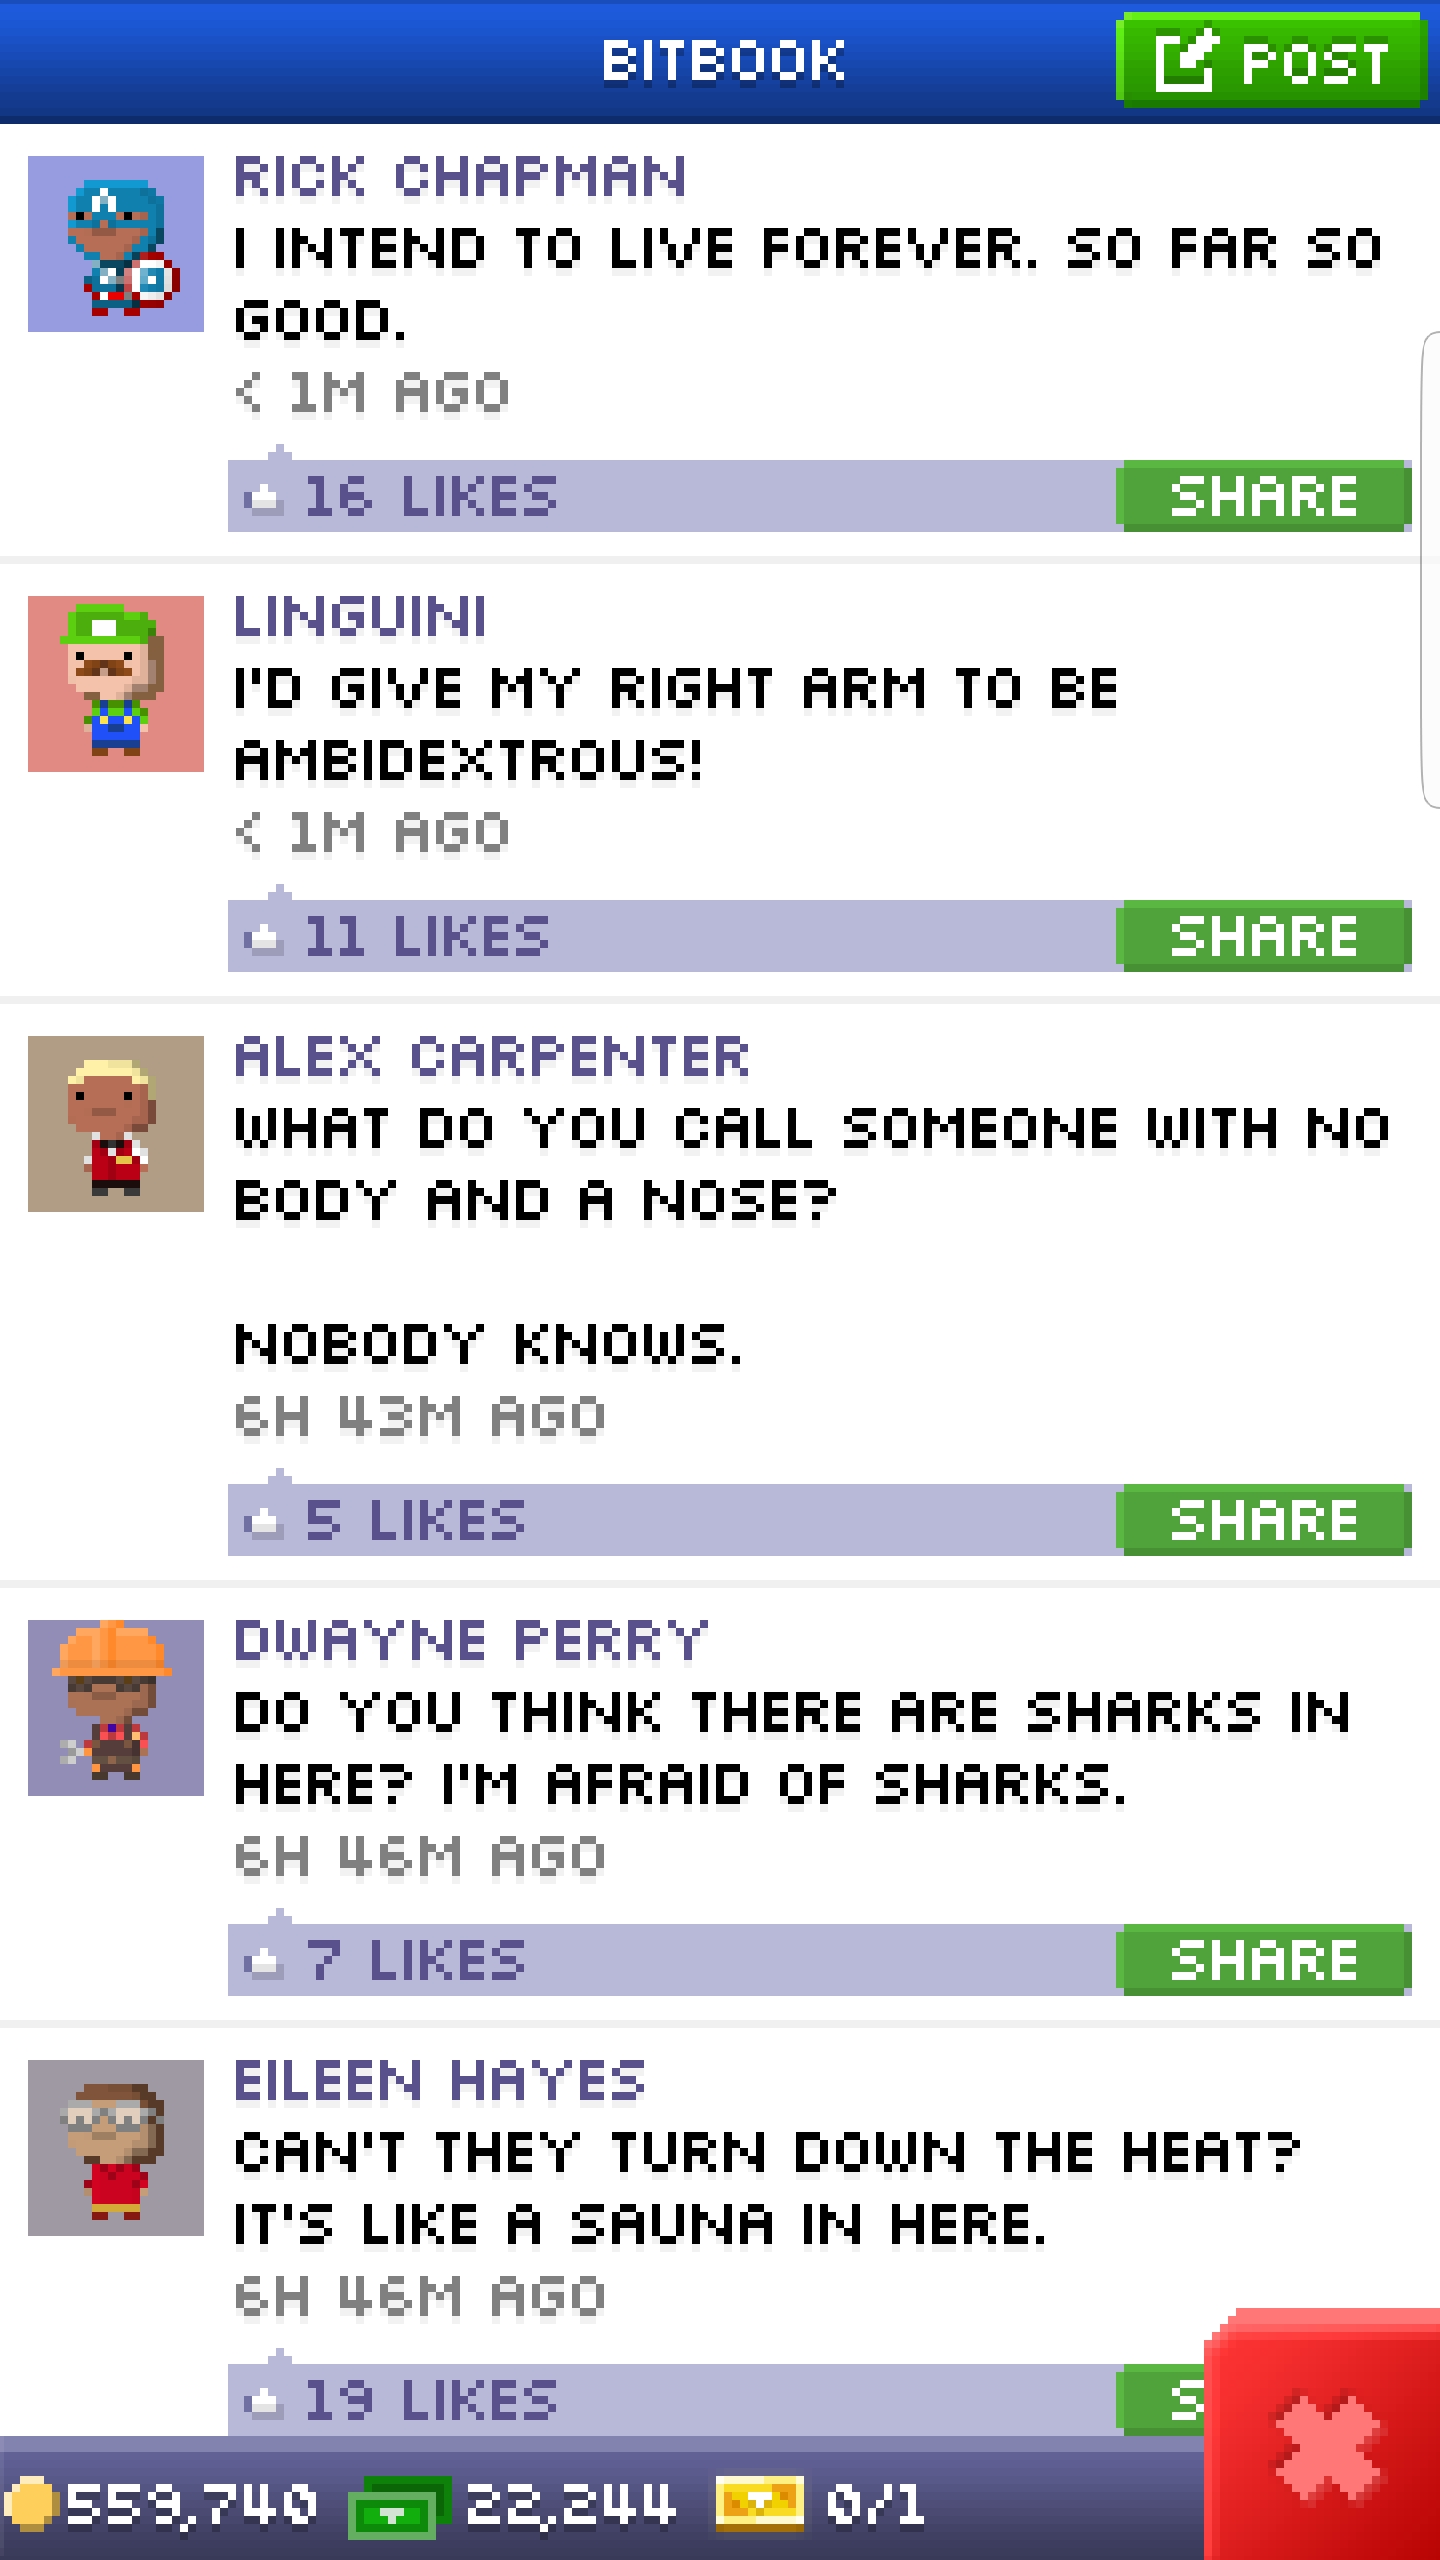 BITBOOK
POST
RICK CHAPMAN
I INTEND TO LIVE FOREVER. SO FAR SO
GOOD.
< 1M AGO
16 LIKES
SHARE
LINGUINI
I'D GIVE MY RIGHT ARM TO BE
AMBIDEXTROUS!
< 1M AGO
11 LIKES
SHARE
ALEX CARPENTER
WHAT DO YOU CALL SOMEONE WITH NO
BODY AND A NOSE?
NOBODY KNOWS.
6H 43M AGO
5 LIKES
SHARE
DWAYNE PERRY
DO YOU THINK THERE ARE SHARKS IN
HERE? I'M AFRAID OF SHARKS.
6H 46M AGO
7 LIKES
SHARE
EILEEN HAYES
CAN'T THEY TURN DOWN THE HEAT?
IT'S LIKE A SAUNA IN HERE.
6H 46M AGO
19 LIKES
S
559,740
22,244
0/1